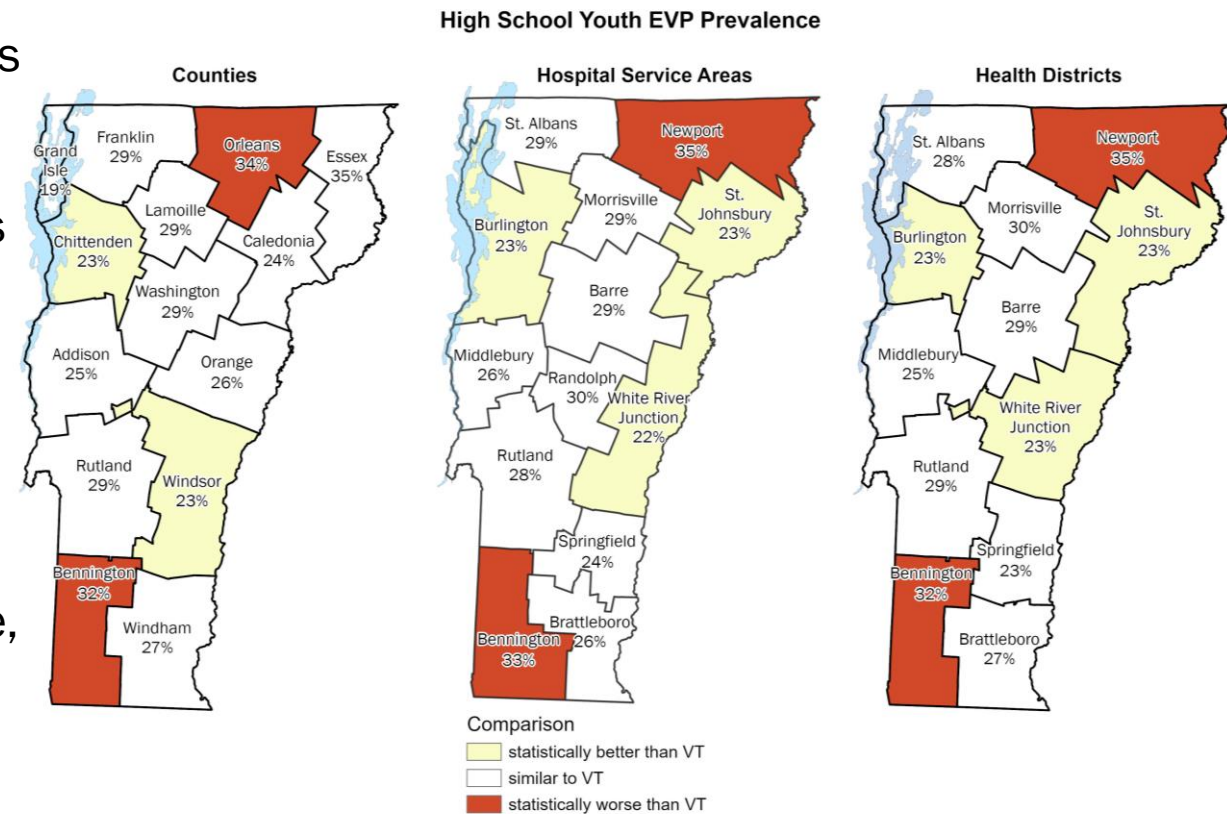 High School Youth EVP Prevalence
s
s
e,
Counties
Franklin
29%
Orleans
34%
Essex
35%
Grand
Isle
19%
Lamoille
29%
Chittenden
23%
Caledonia
24%
Washington
29%
Addison
25%
Orange
26%
Rutland
29%
Windsor
23%
Bennington
32%
Windham
27%
Hospital Service Areas
St. Albans
29%
Newport
35%
Morrisville
29%
St.
Johnsbury
23%
Burlington
23%
Barre
29%
Middlebury
26%
Randolph
30%
White River
Junction
22%
Rutland
28%
Springfield
24%
Brattleboro
26%
Bennington
33%
Health Districts
St. Albans
28%
Newport
35%
Morrisville
30%
St.
Johnsbury
23%
Burlington
23%
Barre
29%
Middlebury
25%
White River
Junction
23%
Rutland
29%
Springfield
23%
Bennington
32%
Brattleboro
27%
Comparison
statistically better than VT
similar to VT
statistically worse than VT